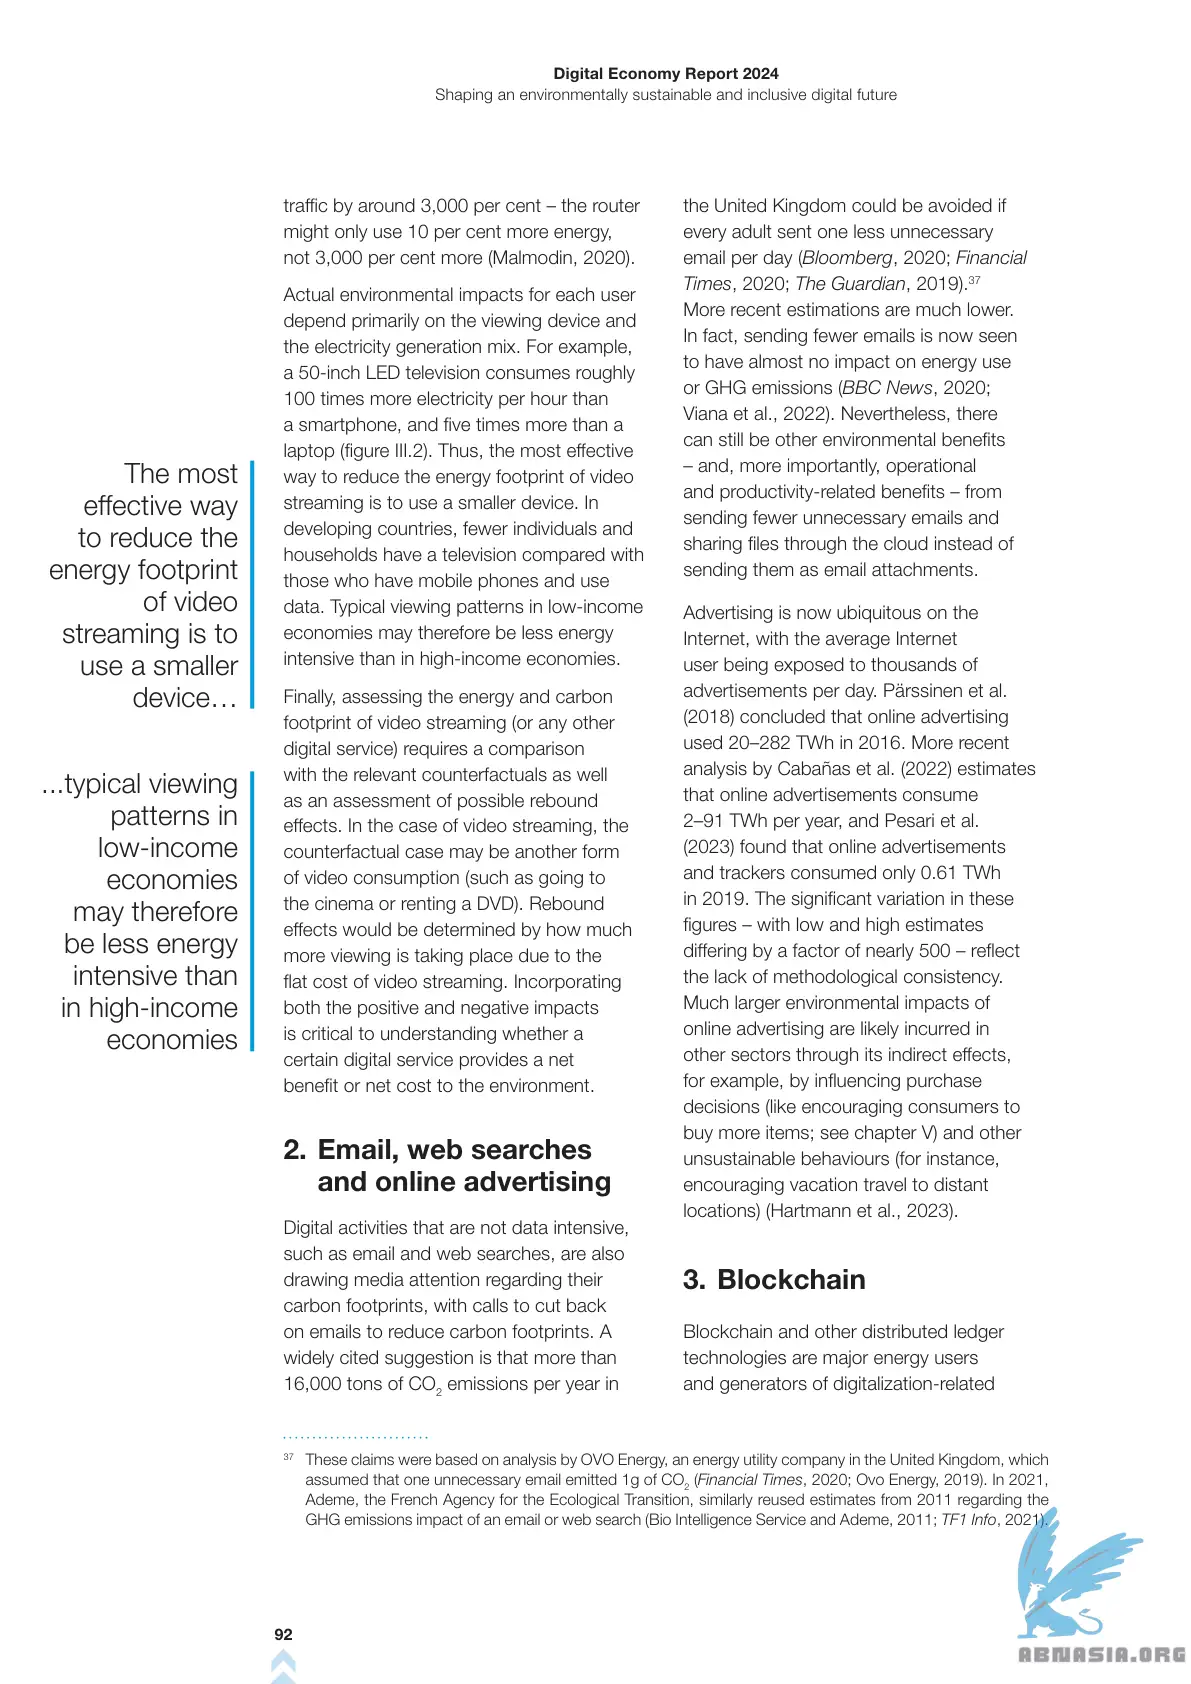 Digital Economy Report 2024
Shaping an environmentally sustainable and inclusive digital future
The most
effective way
to reduce the
energy footprint
of video
streaming is to
use a smaller
device…
...typical viewing
patterns in
low-income
economies
may therefore
be less energy
intensive than
in high-income
economies
traffic by around 3,000 per cent – the router
might only use 10 per cent more energy,
not 3,000 per cent more (Malmodin, 2020).
Actual environmental impacts for each user
depend primarily on the viewing device and
the electricity generation mix. For example,
a 50-inch LED television consumes roughly
100 times more electricity per hour than
a smartphone, and five times more than a
laptop (figure III.2). Thus, the most effective
way to reduce the energy footprint of video
streaming is to use a smaller device. In
developing countries, fewer individuals and
households have a television compared with
those who have mobile phones and use
data. Typical viewing patterns in low-income
economies may therefore be less energy
intensive than in high-income economies.
Finally, assessing the energy and carbon
footprint of video streaming (or any other
digital service) requires a comparison
with the relevant counterfactuals as well
as an assessment of possible rebound
effects. In the case of video streaming, the
counterfactual case may be another form
of video consumption (such as going to
the cinema or renting a DVD). Rebound
effects would be determined by how much
more viewing is taking place due to the
flat cost of video streaming. Incorporating
both the positive and negative impacts
is critical to understanding whether a
certain digital service provides a net
benefit or net cost to the environment.
2. Email, web searches
and online advertising
Digital activities that are not data intensive,
such as email and web searches, are also
drawing media attention regarding their
carbon footprints, with calls to cut back
on emails to reduce carbon footprints. A
widely cited suggestion is that more than
16,000 tons of CO2 emissions per year in
the United Kingdom could be avoided if
every adult sent one less unnecessary
email per day (Bloomberg, 2020; Financial
Times, 2020; The Guardian, 2019).37
More recent estimations are much lower.
In fact, sending fewer emails is now seen
to have almost no impact on energy use
or GHG emissions (BBC News, 2020;
Viana et al., 2022). Nevertheless, there
can still be other environmental benefits
– and, more importantly, operational
and productivity-related benefits – from
sending fewer unnecessary emails and
sharing files through the cloud instead of
sending them as email attachments.
Advertising is now ubiquitous on the
Internet, with the average Internet
user being exposed to thousands of
advertisements per day. Pärssinen et al.
(2018) concluded that online advertising
used 20–282 TWh in 2016. More recent
analysis by Cabañas et al. (2022) estimates
that online advertisements consume
2–91 TWh per year, and Pesari et al.
(2023) found that online advertisements
and trackers consumed only 0.61 TWh
in 2019. The significant variation in these
figures – with low and high estimates
differing by a factor of nearly 500 – reflect
the lack of methodological consistency.
Much larger environmental impacts of
online advertising are likely incurred in
other sectors through its indirect effects,
for example, by influencing purchase
decisions (like encouraging consumers to
buy more items; see chapter V) and other
unsustainable behaviours (for instance,
encouraging vacation travel to distant
locations) (Hartmann et al., 2023).
3. Blockchain
Blockchain and other distributed ledger
technologies are major energy users
and generators of digitalization-related
37 These claims were based on analysis by OVO Energy, an energy utility company in the United Kingdom, which
assumed that one unnecessary email emitted 1g of CO2 (Financial Times, 2020; Ovo Energy, 2019). In 2021,
Ademe, the French Agency for the Ecological Transition, similarly reused estimates from 2011 regarding the
GHG emissions impact of an email or web search (Bio Intelligence Service and Ademe, 2011; TF1 Info, 2021).
92
ABNASIA.ORG